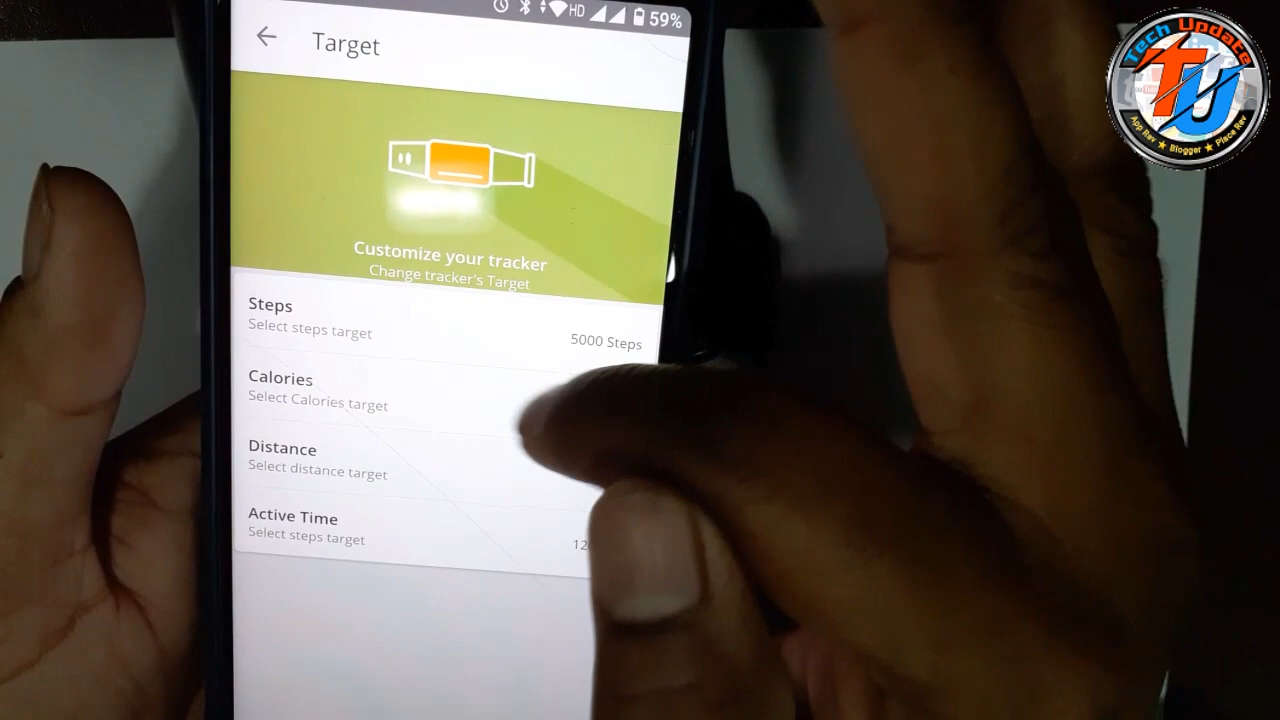 HD 59%
Target
Customize your tracker
Change tracker's Target
Steps
Select steps target
5000 Steps
Calories
Select Calories target
Distance
Select distance target
Active Time
Select steps target
Tech Update
TU
App Rev ★ Blogger ★ Place Rev